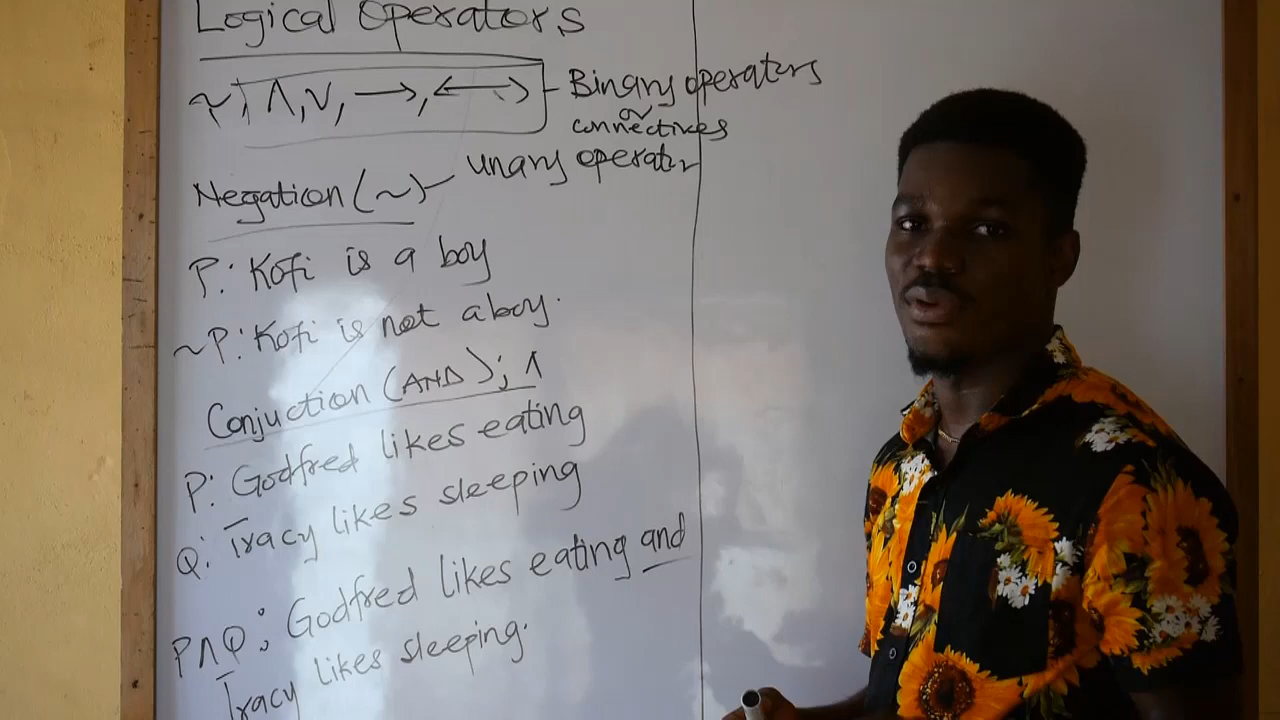 Logical Operators
~, ∧, ∨, →, ↔ - Binary operators
or
connectives
Negation (~) - unary operator
P: Kofi is a boy
~P: Kofi is not a boy.
Conjuction (AND); ∧
P: Godfred likes eating
Q: Tracy likes sleeping
P∧Q: Godfred likes eating and
Tracy likes sleeping.